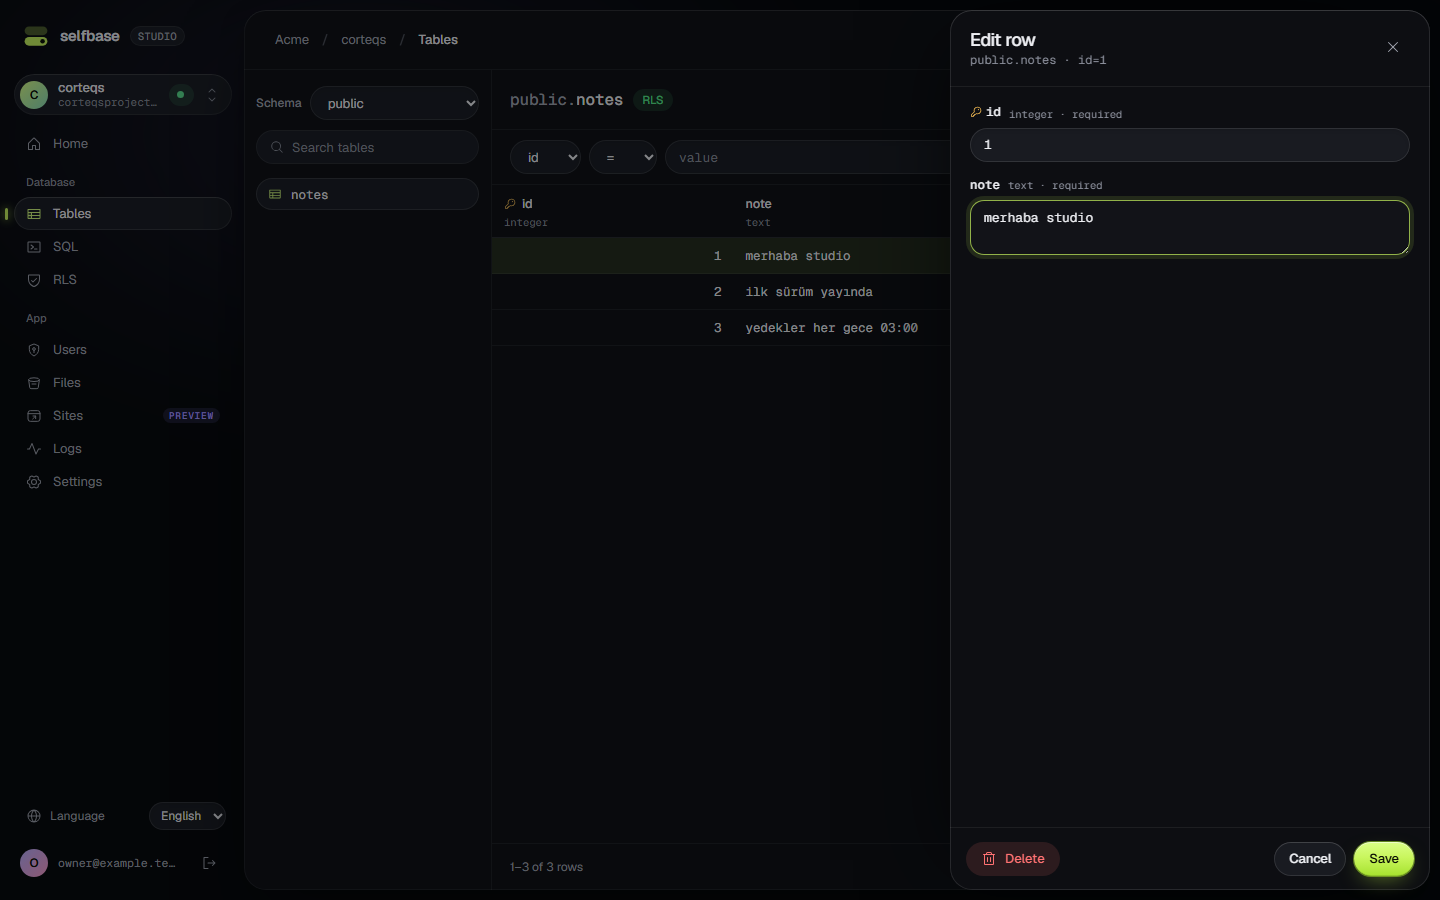 selfbase STUDIO
C corteqs
corteqsproject…
Home
Database
Tables
SQL
RLS
App
Users
Files
Sites PREVIEW
Logs
Settings
Language English
O owner@example.te…
Acme / corteqs / Tables
Schema public
Search tables
notes
public.notes RLS
id = value
id note
integer text
1 merhaba studio
2 ilk sürüm yayında
3 yedekler her gece 03:00
1–3 of 3 rows
Edit row
public.notes · id=1
id integer · required
1
note text · required
merhaba studio
Delete Cancel Save